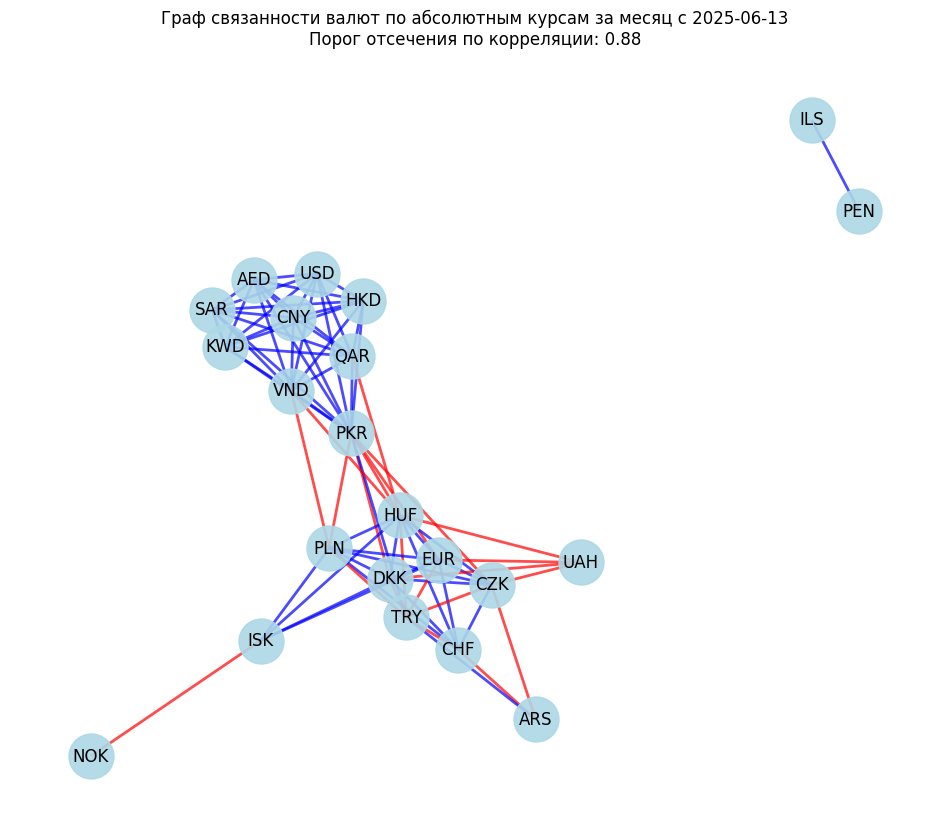 Граф связанности валют по абсолютным курсам за месяц с 2025-06-13
Порог отсечения по корреляции: 0.88
ILS
PEN
USD
AED
HKD
SAR
CNY
KWD
QAR
VND
PKR
HUF
PLN
EUR
UAH
DKK
CZK
TRY
ISK
CHF
ARS
NOK